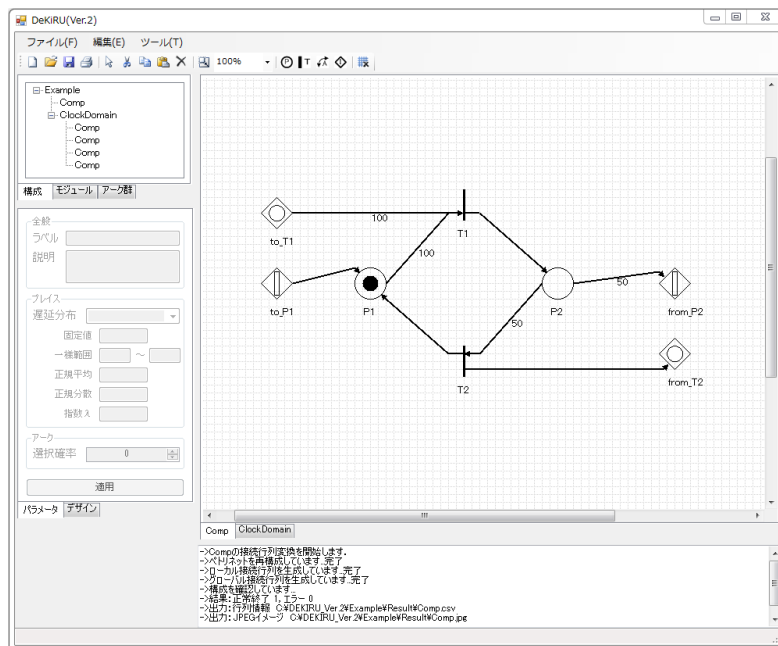 DeKiRU(Ver.2)
ファイル(F) 編集(E) ツール(T)
100%
Example
Comp
ClockDomain
Comp
Comp
Comp
Comp
構成 モジュール アーク群
全般
ラベル
説明
プレイス
遅延分布
固定値
一様範囲 ～
正規平均
正規分散
指数λ
アーク
選択確率 0
適用
パラメータ デザイン
to_T1
100
T1
100
to_P1
P1
P2
50
from_P2
50
T2
from_T2
Comp ClockDomain
->Compの接続行列変換を開始します.
->ペトリネットを再構成しています..完了
->ローカル接続行列を生成しています..完了
->グローバル接続行列を生成しています..完了
->構成を確認しています...
->結果:正常終了 1, エラー 0
->出力:行列情報 C:¥DEKIRU_Ver.2¥Example¥Result¥Comp.csv
->出力:JPEGイメージ C:¥DEKIRU_Ver.2¥Example¥Result¥Comp.jpg